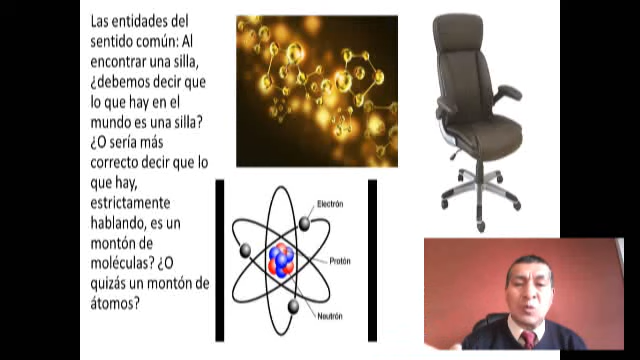 Las entidades del
sentido común: Al
encontrar una silla,
¿debemos decir que
lo que hay en el
mundo es una silla?
¿O sería más
correcto decir que lo
que hay,
estrictamente
hablando, es un
montón de
moléculas? ¿O
quizás un montón de
átomos?
Electrón
Protón
Neutrón